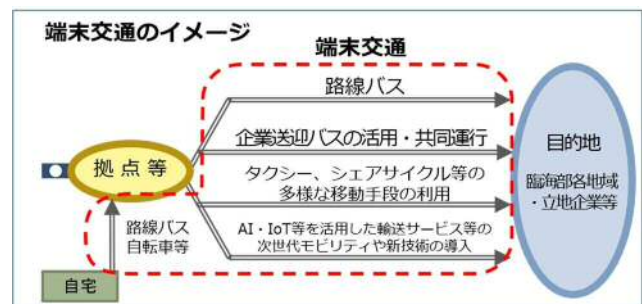 端末交通のイメージ
端末交通
路線バス
企業送迎バスの活用・共同運行
タクシー、シェアサイクル等の
多様な移動手段の利用
AI・IoT等を活用した輸送サービス等の
次世代モビリティや新技術の導入
拠点等
路線バス
自転車等
自宅
目的地
臨海部各地域
・立地企業等